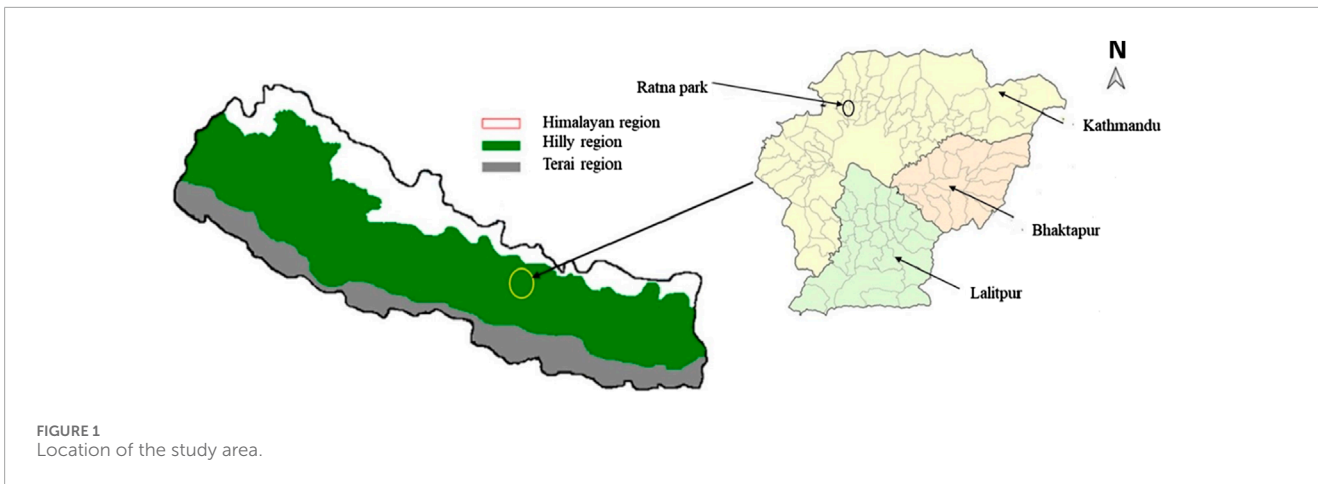 N
Ratna park
Kathmandu
Himalayan region
Hilly region
Terai region
Bhaktapur
Lalitpur
FIGURE 1
Location of the study area.